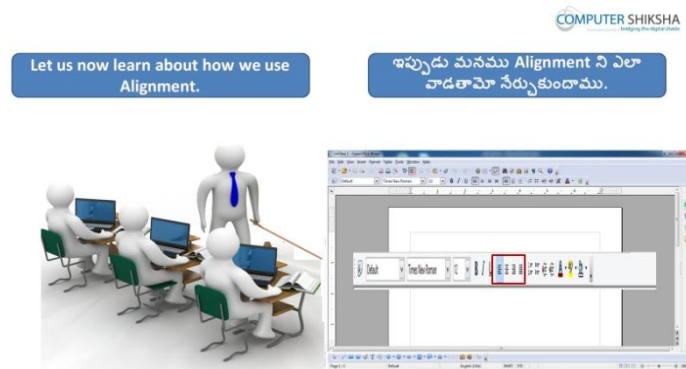 COMPUTER SHIKSHA
bridging the digital divide
Let us now learn about how we use
Alignment.
ఇప్పుడు మనము Alignment ని ఎలా
వాడతామో నేర్చుకుందాము.
Default Times New Roman 12